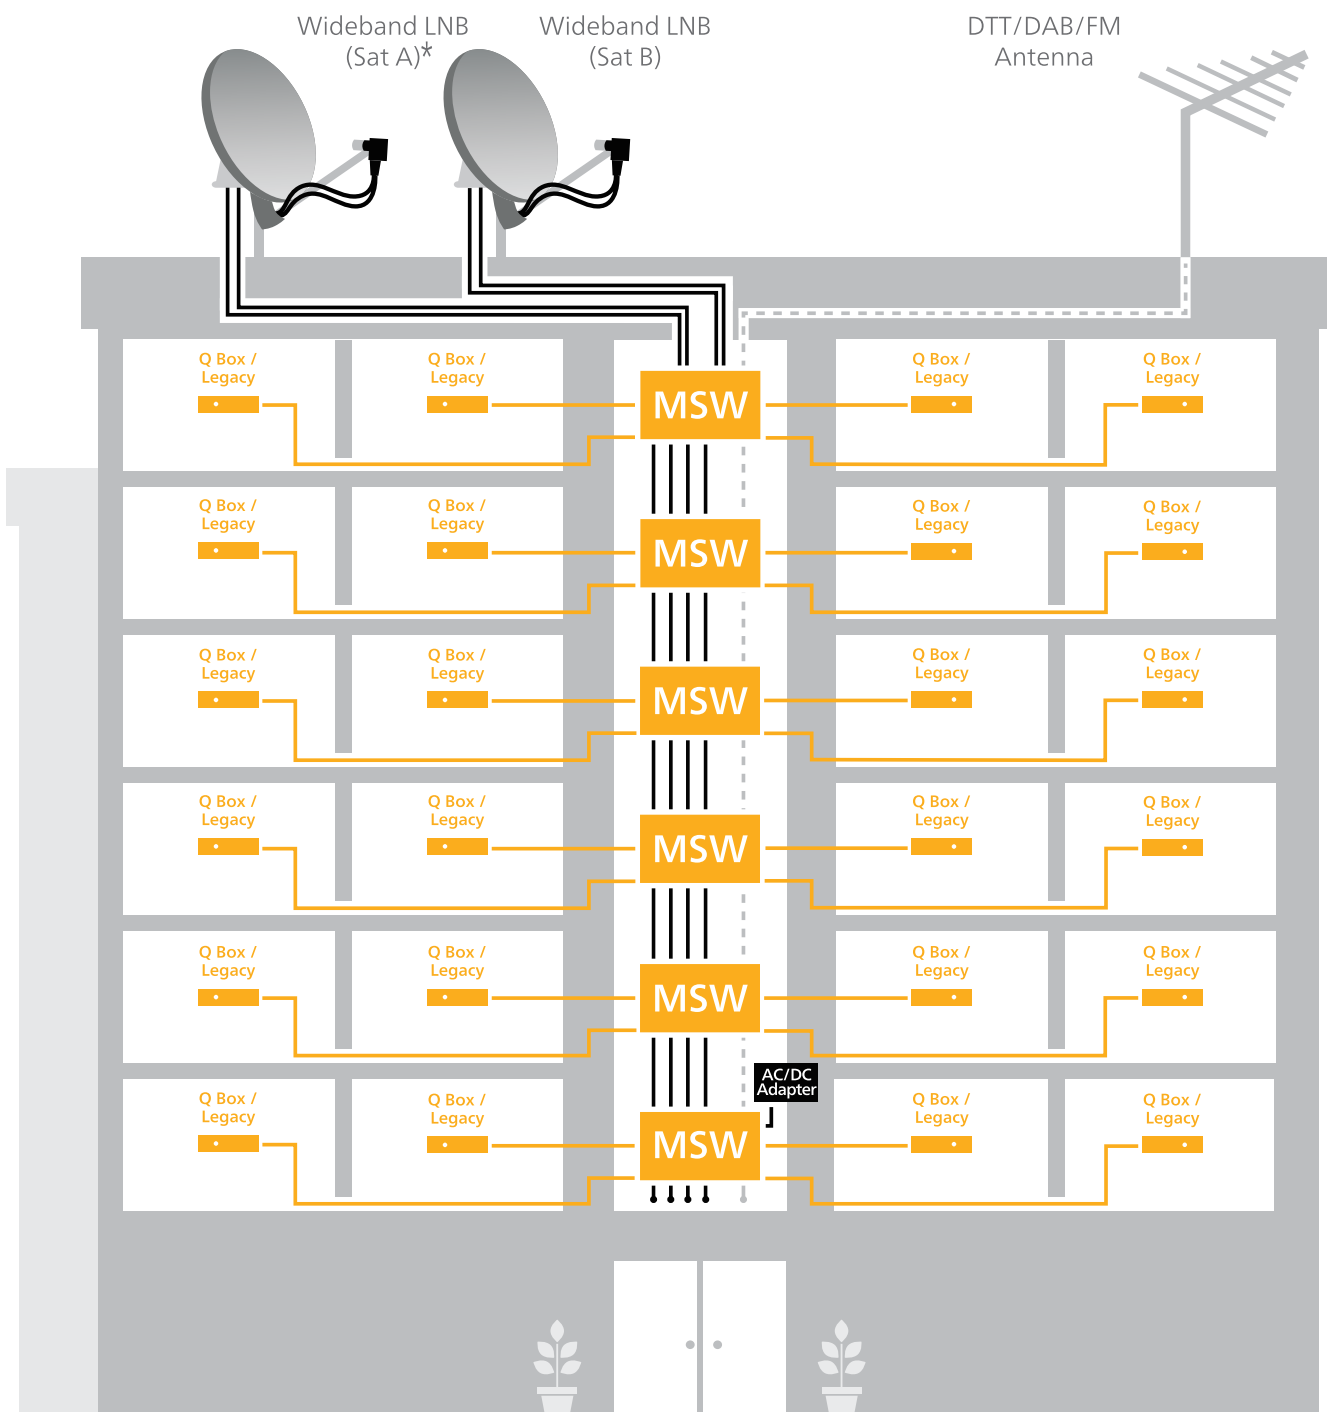 Wideband LNB
(Sat A)*
Wideband LNB
(Sat B)
DTT/DAB/FM
Antenna
Q Box /
Legacy
Q Box /
Legacy
MSW
Q Box /
Legacy
Q Box /
Legacy
Q Box /
Legacy
Q Box /
Legacy
MSW
Q Box /
Legacy
Q Box /
Legacy
Q Box /
Legacy
Q Box /
Legacy
MSW
Q Box /
Legacy
Q Box /
Legacy
Q Box /
Legacy
Q Box /
Legacy
MSW
Q Box /
Legacy
Q Box /
Legacy
Q Box /
Legacy
Q Box /
Legacy
MSW
Q Box /
Legacy
Q Box /
Legacy
AC/DC
Adapter
Q Box /
Legacy
Q Box /
Legacy
MSW
Q Box /
Legacy
Q Box /
Legacy